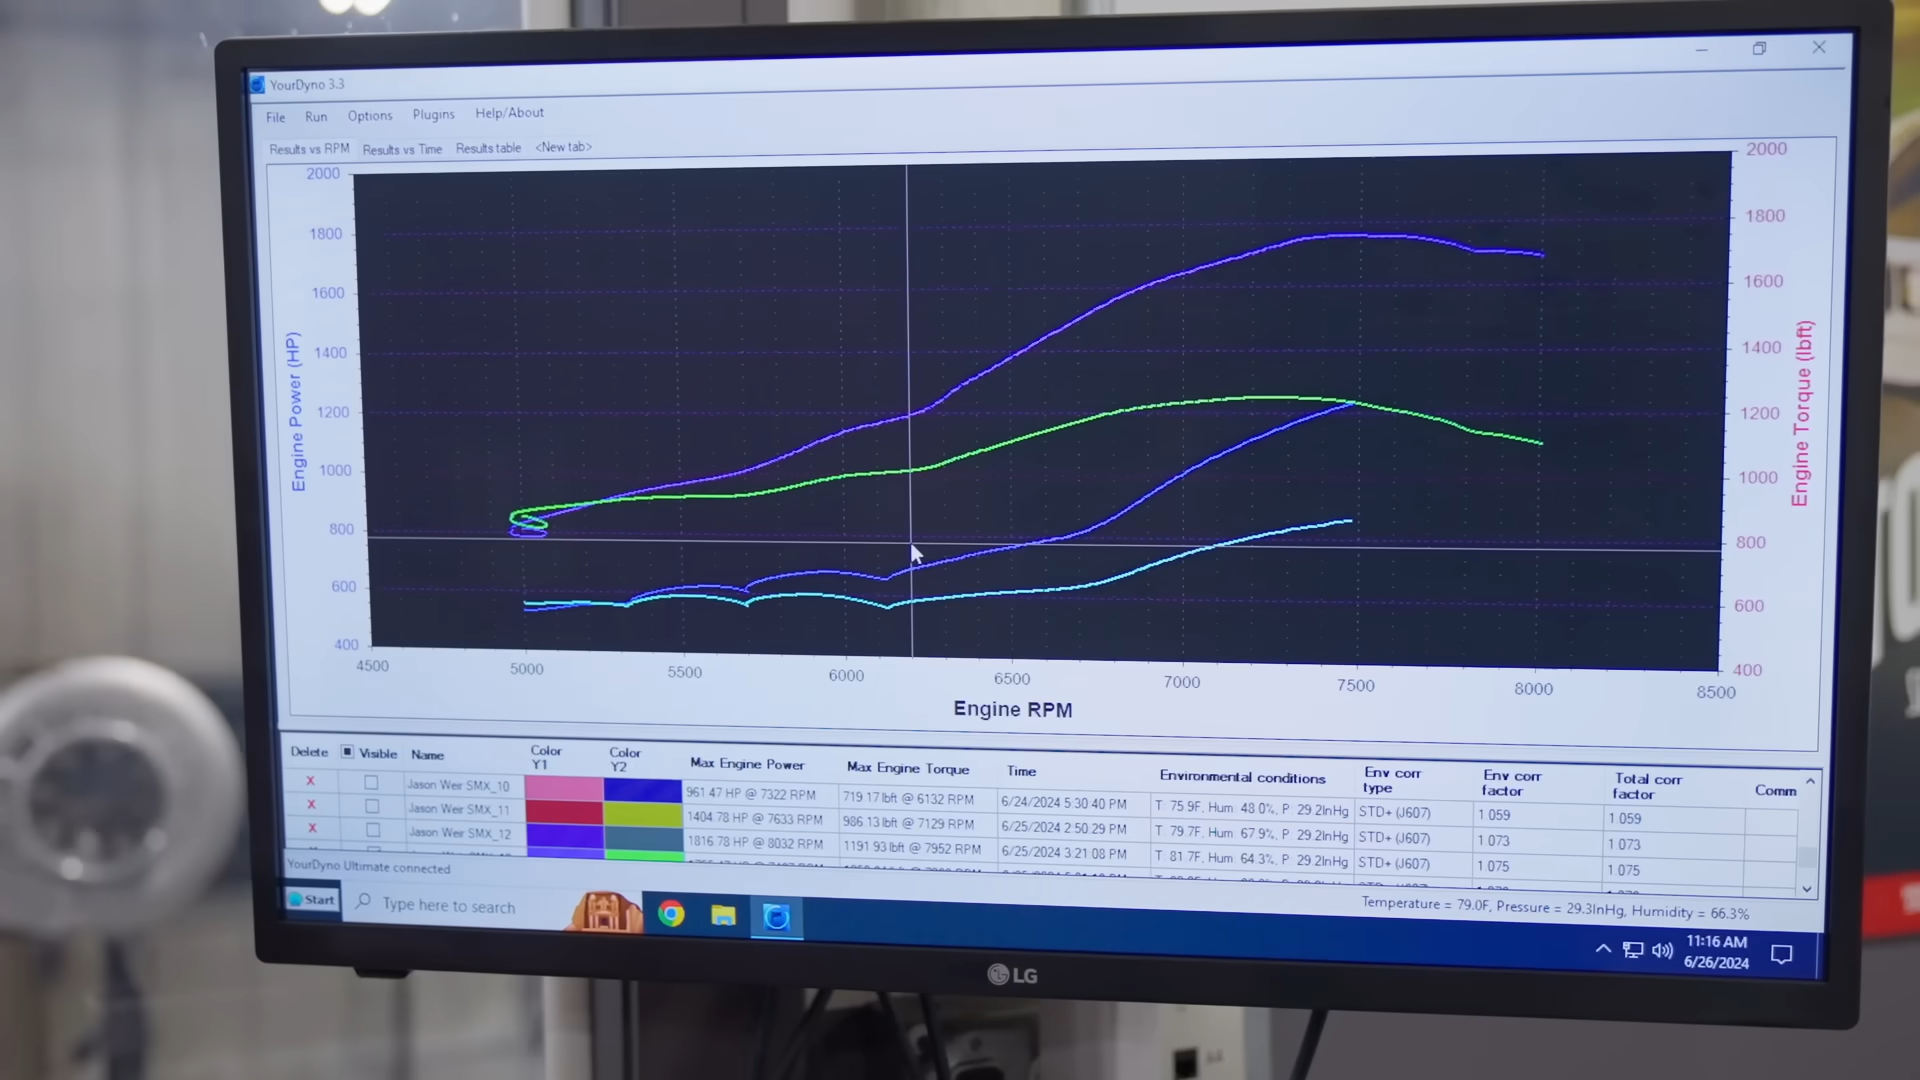 YourDyno 3.3
File Run Options Plugins Help/About
Results vs RPM Results vs Time Results table <New tab>
2000
1800
1600
1400
1200
1000
800
600
400
Engine Power (HP)
2000
1800
1600
1400
1200
1000
800
600
400
Engine Torque (lbft)
4500 5000 5500 6000 6500 7000 7500 8000 8500
Engine RPM
Delete Visible Name Color Y1 Color Y2 Max Engine Power Max Engine Torque Time Environmental conditions Env corr type Env corr factor Total corr factor Comm
X Jason Weir SMX_10 961.47 HP @ 7322 RPM 719.17 lbft @ 6132 RPM 6/24/2024 5:30:40 PM T: 75.9F, Hum: 48.0%, P: 29.2InHg STD+ (J607) 1.059 1.059
X Jason Weir SMX_11 1404.78 HP @ 7633 RPM 986.13 lbft @ 7129 RPM 6/25/2024 2:50:29 PM T: 79.7F, Hum: 67.9%, P: 29.2InHg STD+ (J607) 1.073 1.073
X Jason Weir SMX_12 1816.78 HP @ 8032 RPM 1191.93 lbft @ 7952 RPM 6/25/2024 3:21:08 PM T: 81.7F, Hum: 64.3%, P: 29.2InHg STD+ (J607) 1.075 1.075
YourDyno Ultimate connected
Temperature = 79.0F, Pressure = 29.3InHg, Humidity = 66.3%
Start Type here to search
11:16 AM
6/26/2024
LG